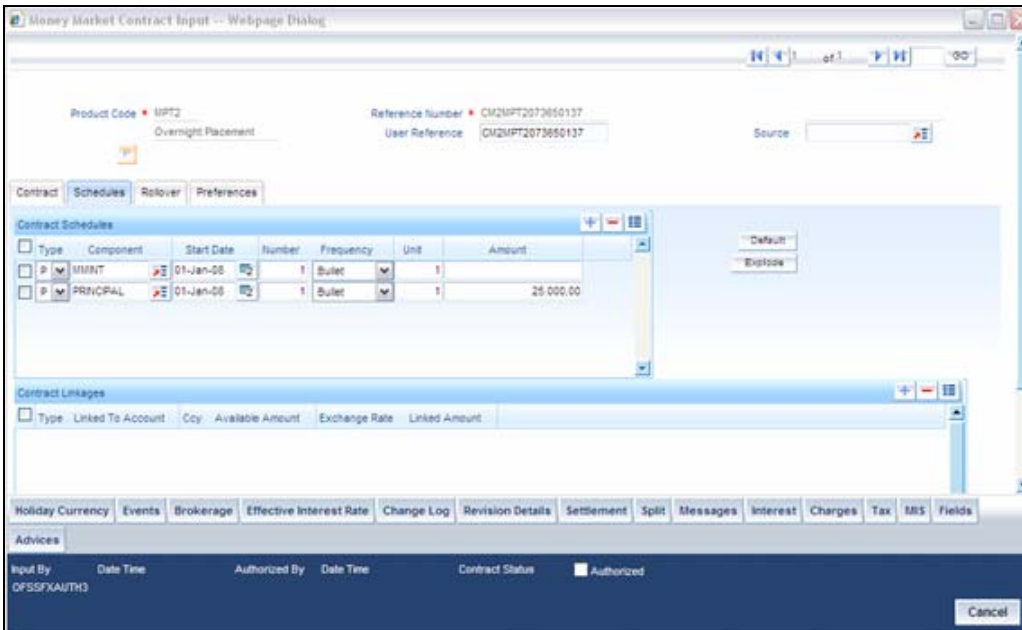 Money Market Contract Input -- Webpage Dialog
1 of 1 GO
Product Code * MPT2 Reference Number * CM2MPT2073650137
Overnight Placement User Reference CM2MPT2073650137 Source
P
Contract Schedules Rollover Preferences
Contract Schedules
Type Component Start Date Number Frequency Unit Amount
P MMINT 01-Jan-08 1 Bullet 1
P PRINCIPAL 01-Jan-08 1 Bullet 1 25,000.00
Default
Explode
Contract Linkages
Type Linked To Account Ccy Available Amount Exchange Rate Linked Amount
Holiday Currency Events Brokerage Effective Interest Rate Change Log Revision Details Settlement Split Messages Interest Charges Tax MIS Fields
Advices
Input By Date Time Authorized By Date Time Contract Status Authorized
OFSSFXAUTH3
Cancel